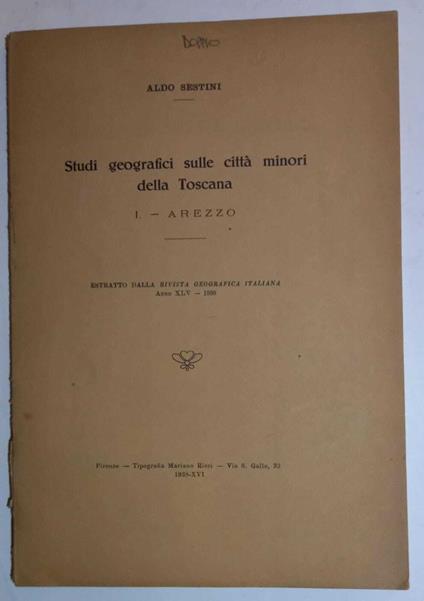 DOPPIO
ALDO SESTINI
Studi geografici sulle città minori
della Toscana
I. — AREZZO
ESTRATTO DALLA RIVISTA GEOGRAFICA ITALIANA
Anno XLV — 1938
Firenze — Tipografia Mariano Ricci — Via S. Gallo, 31
1938-XVI